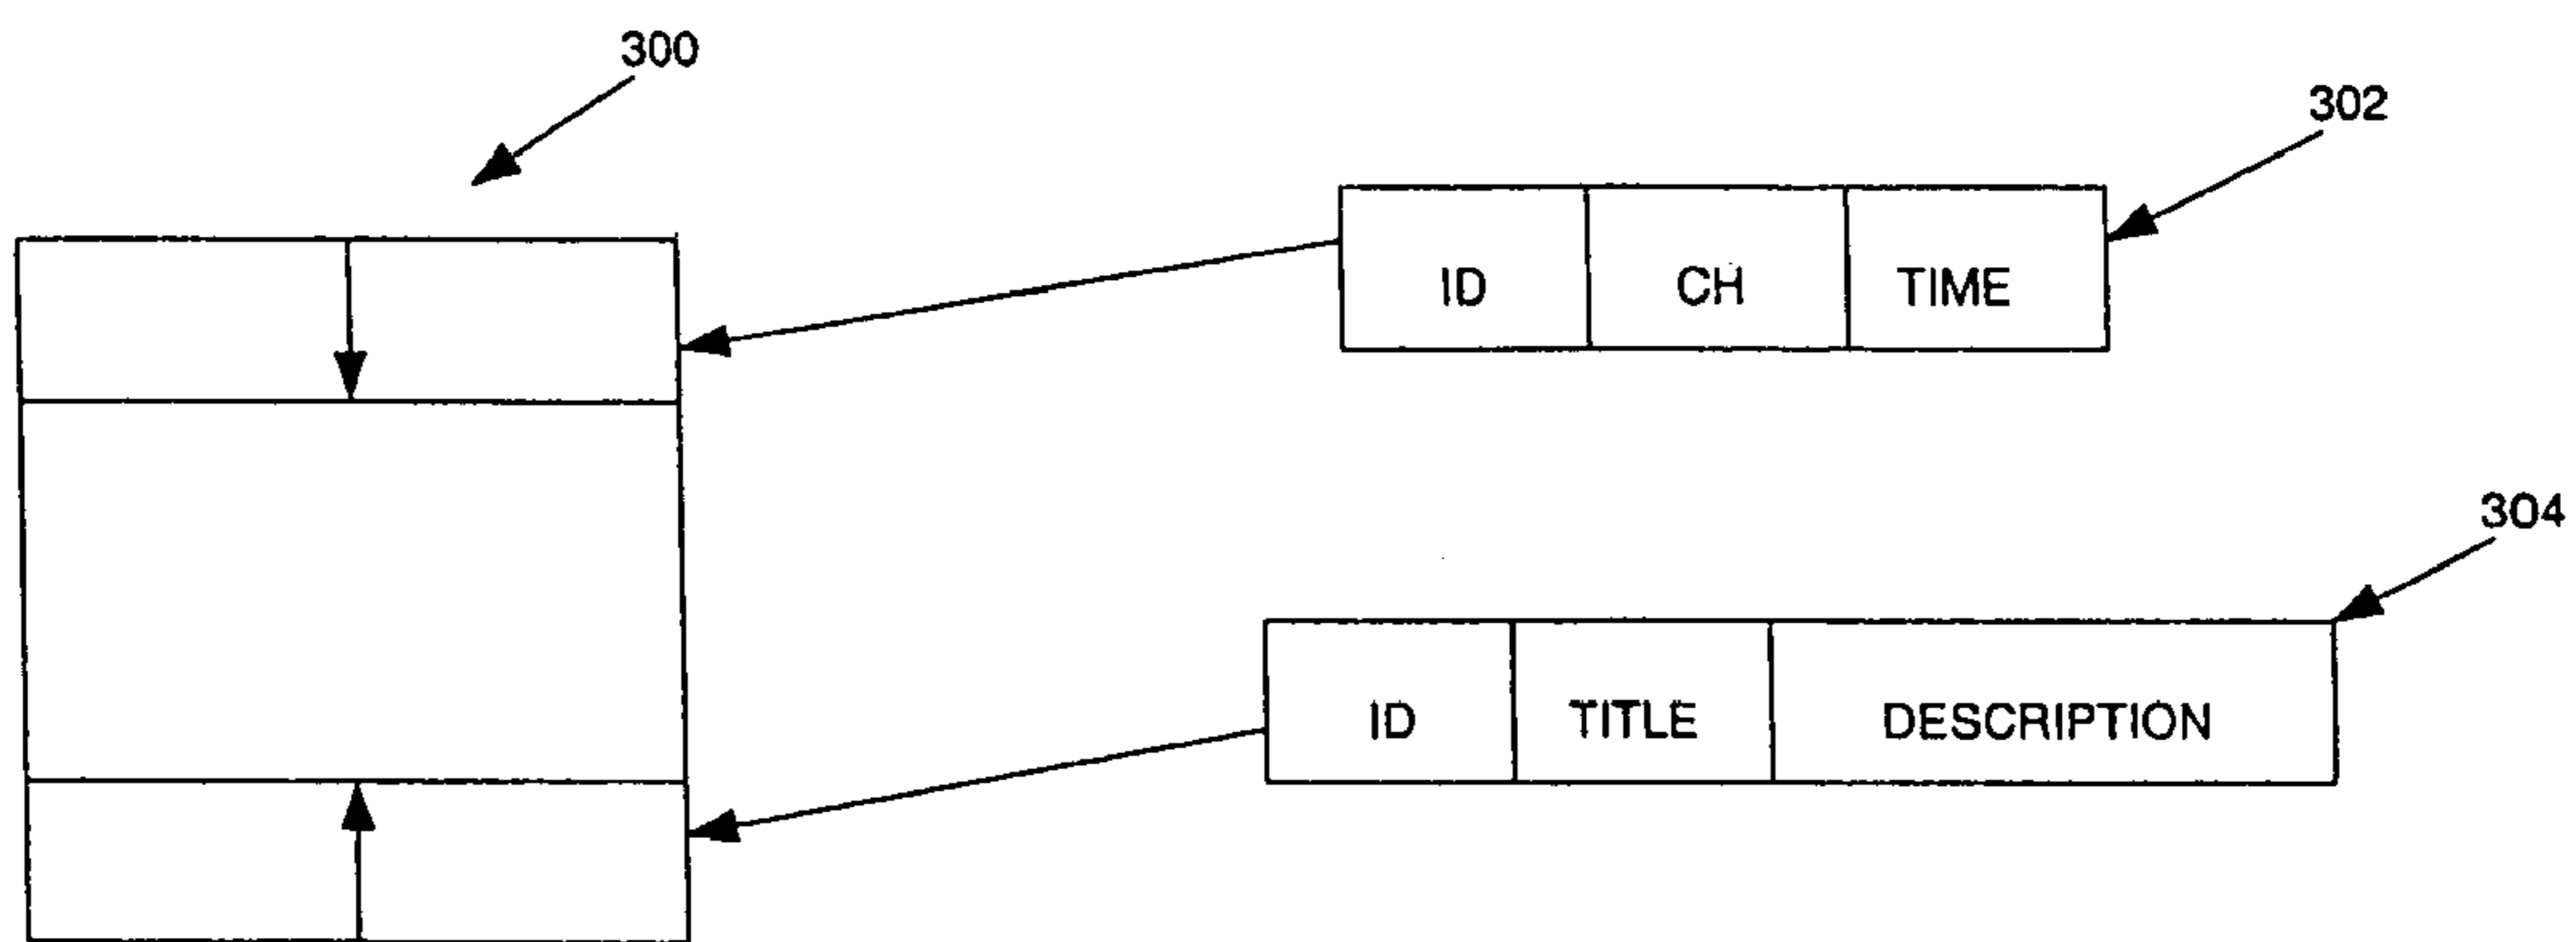 300
302
ID CH TIME
304
ID TITLE DESCRIPTION